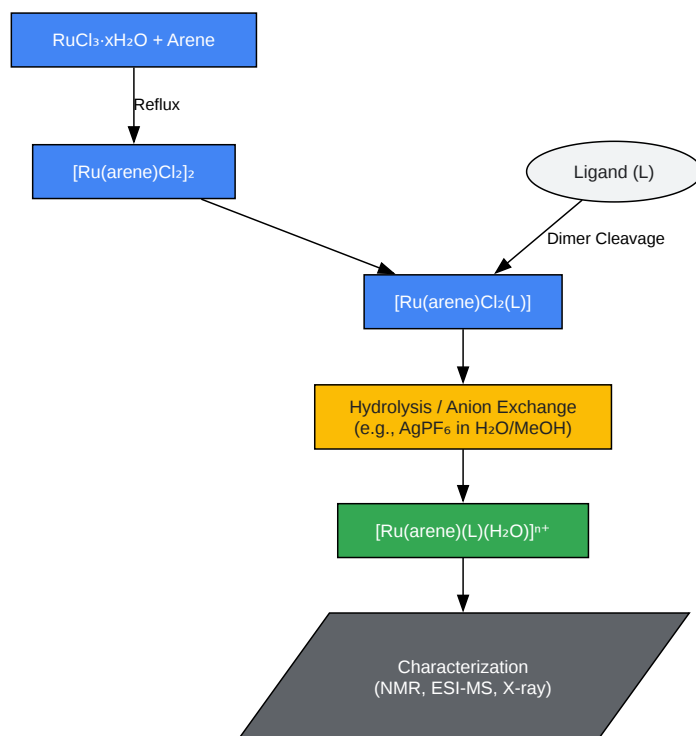 RuCl₃·xH₂O + Arene
Reflux
[Ru(arene)Cl₂]₂
Ligand (L)
Dimer Cleavage
[Ru(arene)Cl₂(L)]
Hydrolysis / Anion Exchange
(e.g., AgPF₆ in H₂O/MeOH)
[Ru(arene)(L)(H₂O)]ⁿ⁺
Characterization
(NMR, ESI-MS, X-ray)